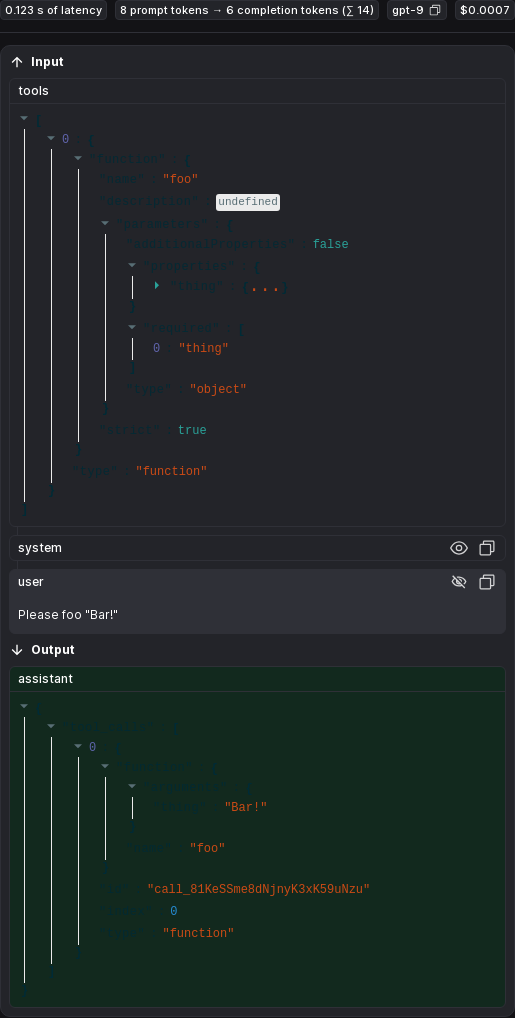 0.123 s of latency 8 prompt tokens → 6 completion tokens (∑ 14) gpt-9 $0.0007
Input
tools
{
0 : {
"function" : {
"name" : "foo"
"description" : undefined
"parameters" : {
"additionalProperties" : false
"properties" : {
"thing" : {...}
}
"required" : [
0 : "thing"
]
"type" : "object"
}
"strict" : true
}
"type" : "function"
}
]
system
user
Please foo "Bar!"
Output
assistant
{
0 : {
"function" : {
"arguments" : {
"thing" : "Bar!"
}
"name" : "foo"
}
"id" : "call_81KeSSme8dNjnyK3xK59uNzu"
0
"type" : "function"
}
]
}